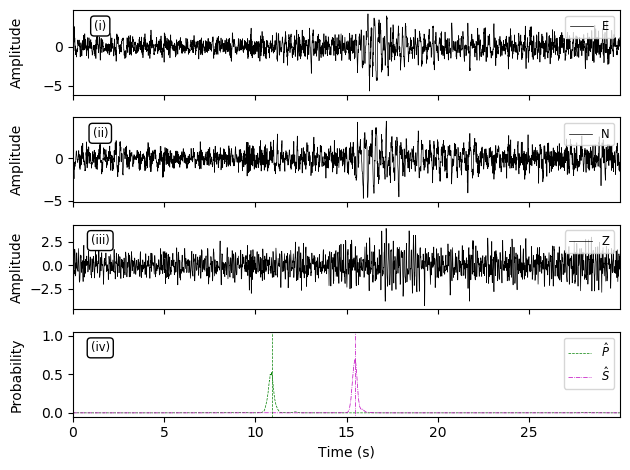 (i)
E
0
−5
Amplitude
(ii)
N
0
−5
Amplitude
(iii)
Z
2.5
0.0
−2.5
Amplitude
(iv)
P̂
Ŝ
1.0
0.5
0.0
Probability
0 5 10 15 20 25
Time (s)